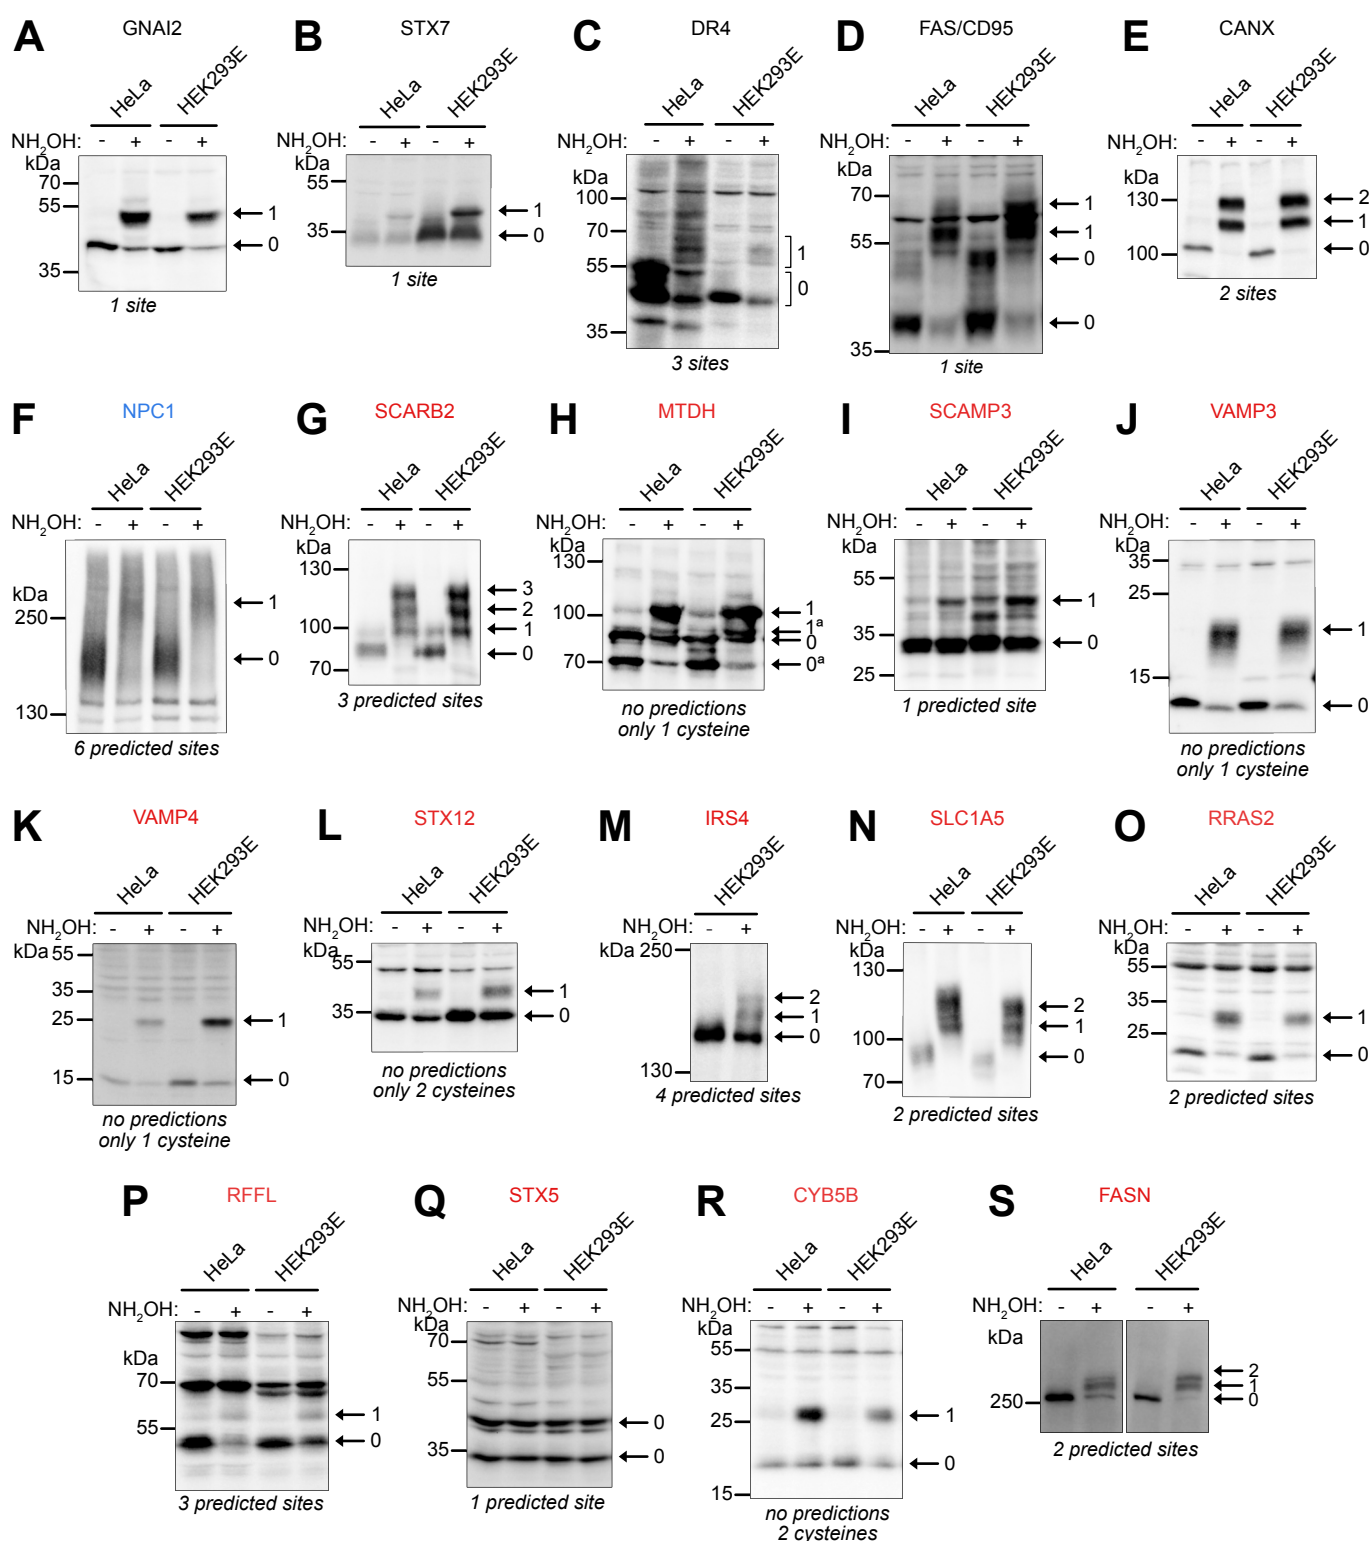 A GNAI2
HeLa HEK293E
NH2OH: - + - +
kDa
70
55
35
1
0
1 site
B STX7
HeLa HEK293E
NH2OH: - + - +
kDa
55
35
1
0
1 site
C DR4
HeLa HEK293E
NH2OH: - + - +
kDa
100
70
55
35
1
0
3 sites
D FAS/CD95
HeLa HEK293E
NH2OH: - + - +
kDa
70
55
35
1
1
0
0
1 site
E CANX
HeLa HEK293E
NH2OH: - + - +
kDa
130
100
2
1
0
2 sites
F NPC1
HeLa HEK293E
NH2OH: - + - +
kDa
250
130
1
0
6 predicted sites
G SCARB2
HeLa HEK293E
NH2OH: - + - +
kDa
130
100
70
3
2
1
0
3 predicted sites
H MTDH
HeLa HEK293E
NH2OH: - + - +
kDa
130
100
70
1
1a
0
0a
no predictions
only 1 cysteine
I SCAMP3
HeLa HEK293E
NH2OH: - + - +
kDa
55
35
25
1
0
1 predicted site
J VAMP3
HeLa HEK293E
NH2OH: - + - +
kDa
35
25
15
1
0
no predictions
only 1 cysteine
K VAMP4
HeLa HEK293E
NH2OH: - + - +
kDa
55
35
25
15
1
0
no predictions
only 1 cysteine
L STX12
HeLa HEK293E
NH2OH: - + - +
kDa
55
35
1
0
no predictions
only 2 cysteines
M IRS4
HEK293E
NH2OH: - +
kDa
250
130
2
1
0
4 predicted sites
N SLC1A5
HeLa HEK293E
NH2OH: - + - +
kDa
130
100
70
2
1
0
2 predicted sites
O RRAS2
HeLa HEK293E
NH2OH: - + - +
kDa
55
35
25
1
0
2 predicted sites
P RFFL
HeLa HEK293E
NH2OH: - + - +
kDa
70
55
1
0
3 predicted sites
Q STX5
HeLa HEK293E
NH2OH: - + - +
kDa
70
55
35
0
0
1 predicted site
R CYB5B
HeLa HEK293E
NH2OH: - + - +
kDa
55
35
25
15
1
0
no predictions
2 cysteines
S FASN
HeLa HEK293E
NH2OH: - + - +
kDa
250
2
1
0
2 predicted sites